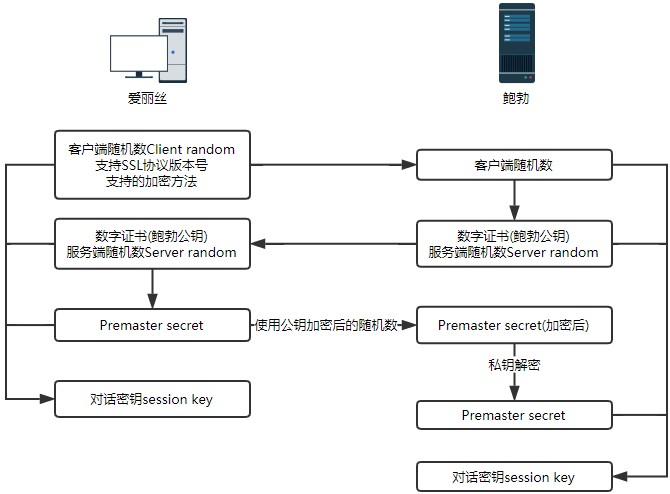 爱丽丝
鲍勃
客户端随机数Client random
支持SSL协议版本号
支持的加密方法
客户端随机数
数字证书(鲍勃公钥)
服务端随机数Server random
数字证书(鲍勃公钥)
服务端随机数Server random
Premaster secret
使用公钥加密后的随机数
Premaster secret(加密后)
私钥解密
对话密钥session key
Premaster secret
对话密钥session key